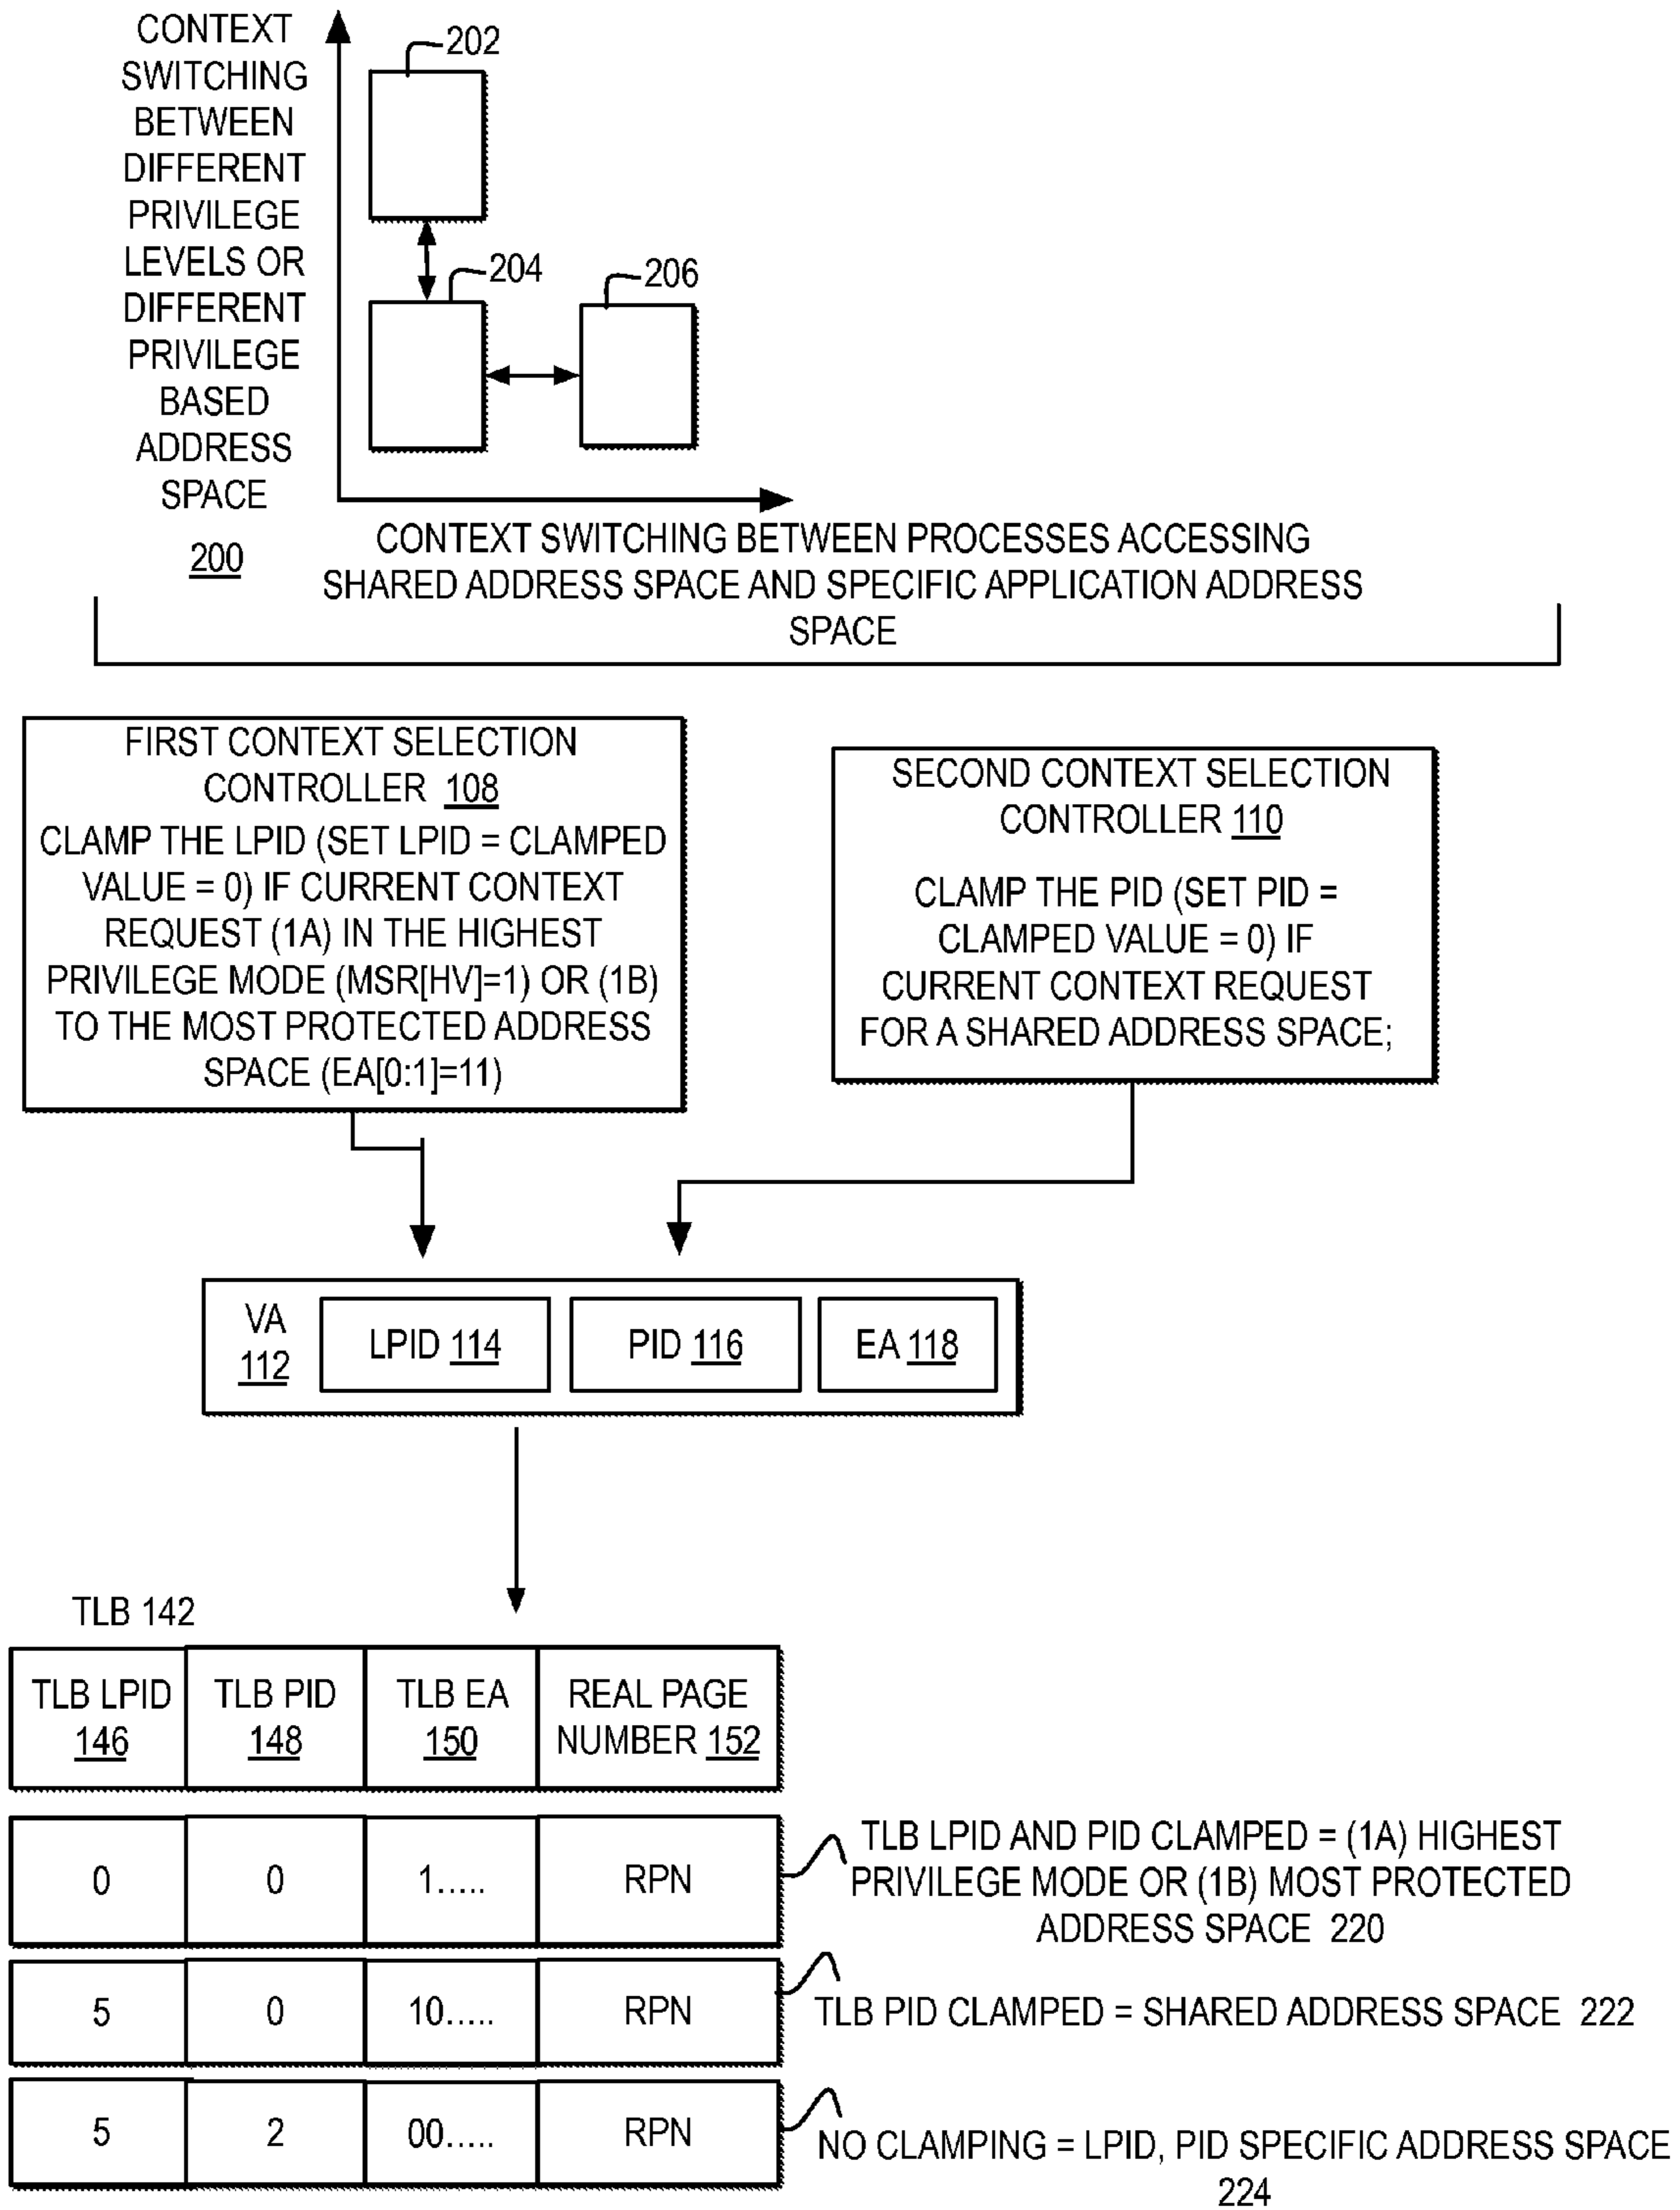 CONTEXT
SWITCHING
BETWEEN
DIFFERENT
PRIVILEGE
LEVELS OR
DIFFERENT
PRIVILEGE
BASED
ADDRESS
SPACE
200
202
204
206
CONTEXT SWITCHING BETWEEN PROCESSES ACCESSING
SHARED ADDRESS SPACE AND SPECIFIC APPLICATION ADDRESS
SPACE
FIRST CONTEXT SELECTION
CONTROLLER 108
CLAMP THE LPID (SET LPID = CLAMPED
VALUE = 0) IF CURRENT CONTEXT
REQUEST (1A) IN THE HIGHEST
PRIVILEGE MODE (MSR[HV]=1) OR (1B)
TO THE MOST PROTECTED ADDRESS
SPACE (EA[0:1]=11)
SECOND CONTEXT SELECTION
CONTROLLER 110
CLAMP THE PID (SET PID =
CLAMPED VALUE = 0) IF
CURRENT CONTEXT REQUEST
FOR A SHARED ADDRESS SPACE;
VA
112
LPID 114
PID 116
EA 118
TLB 142
TLB LPID
146
TLB PID
148
TLB EA
150
REAL PAGE
NUMBER 152
0 0 1..... RPN
TLB LPID AND PID CLAMPED = (1A) HIGHEST
PRIVILEGE MODE OR (1B) MOST PROTECTED
ADDRESS SPACE 220
5 0 10..... RPN
TLB PID CLAMPED = SHARED ADDRESS SPACE 222
5 2 00..... RPN
NO CLAMPING = LPID, PID SPECIFIC ADDRESS SPACE
224